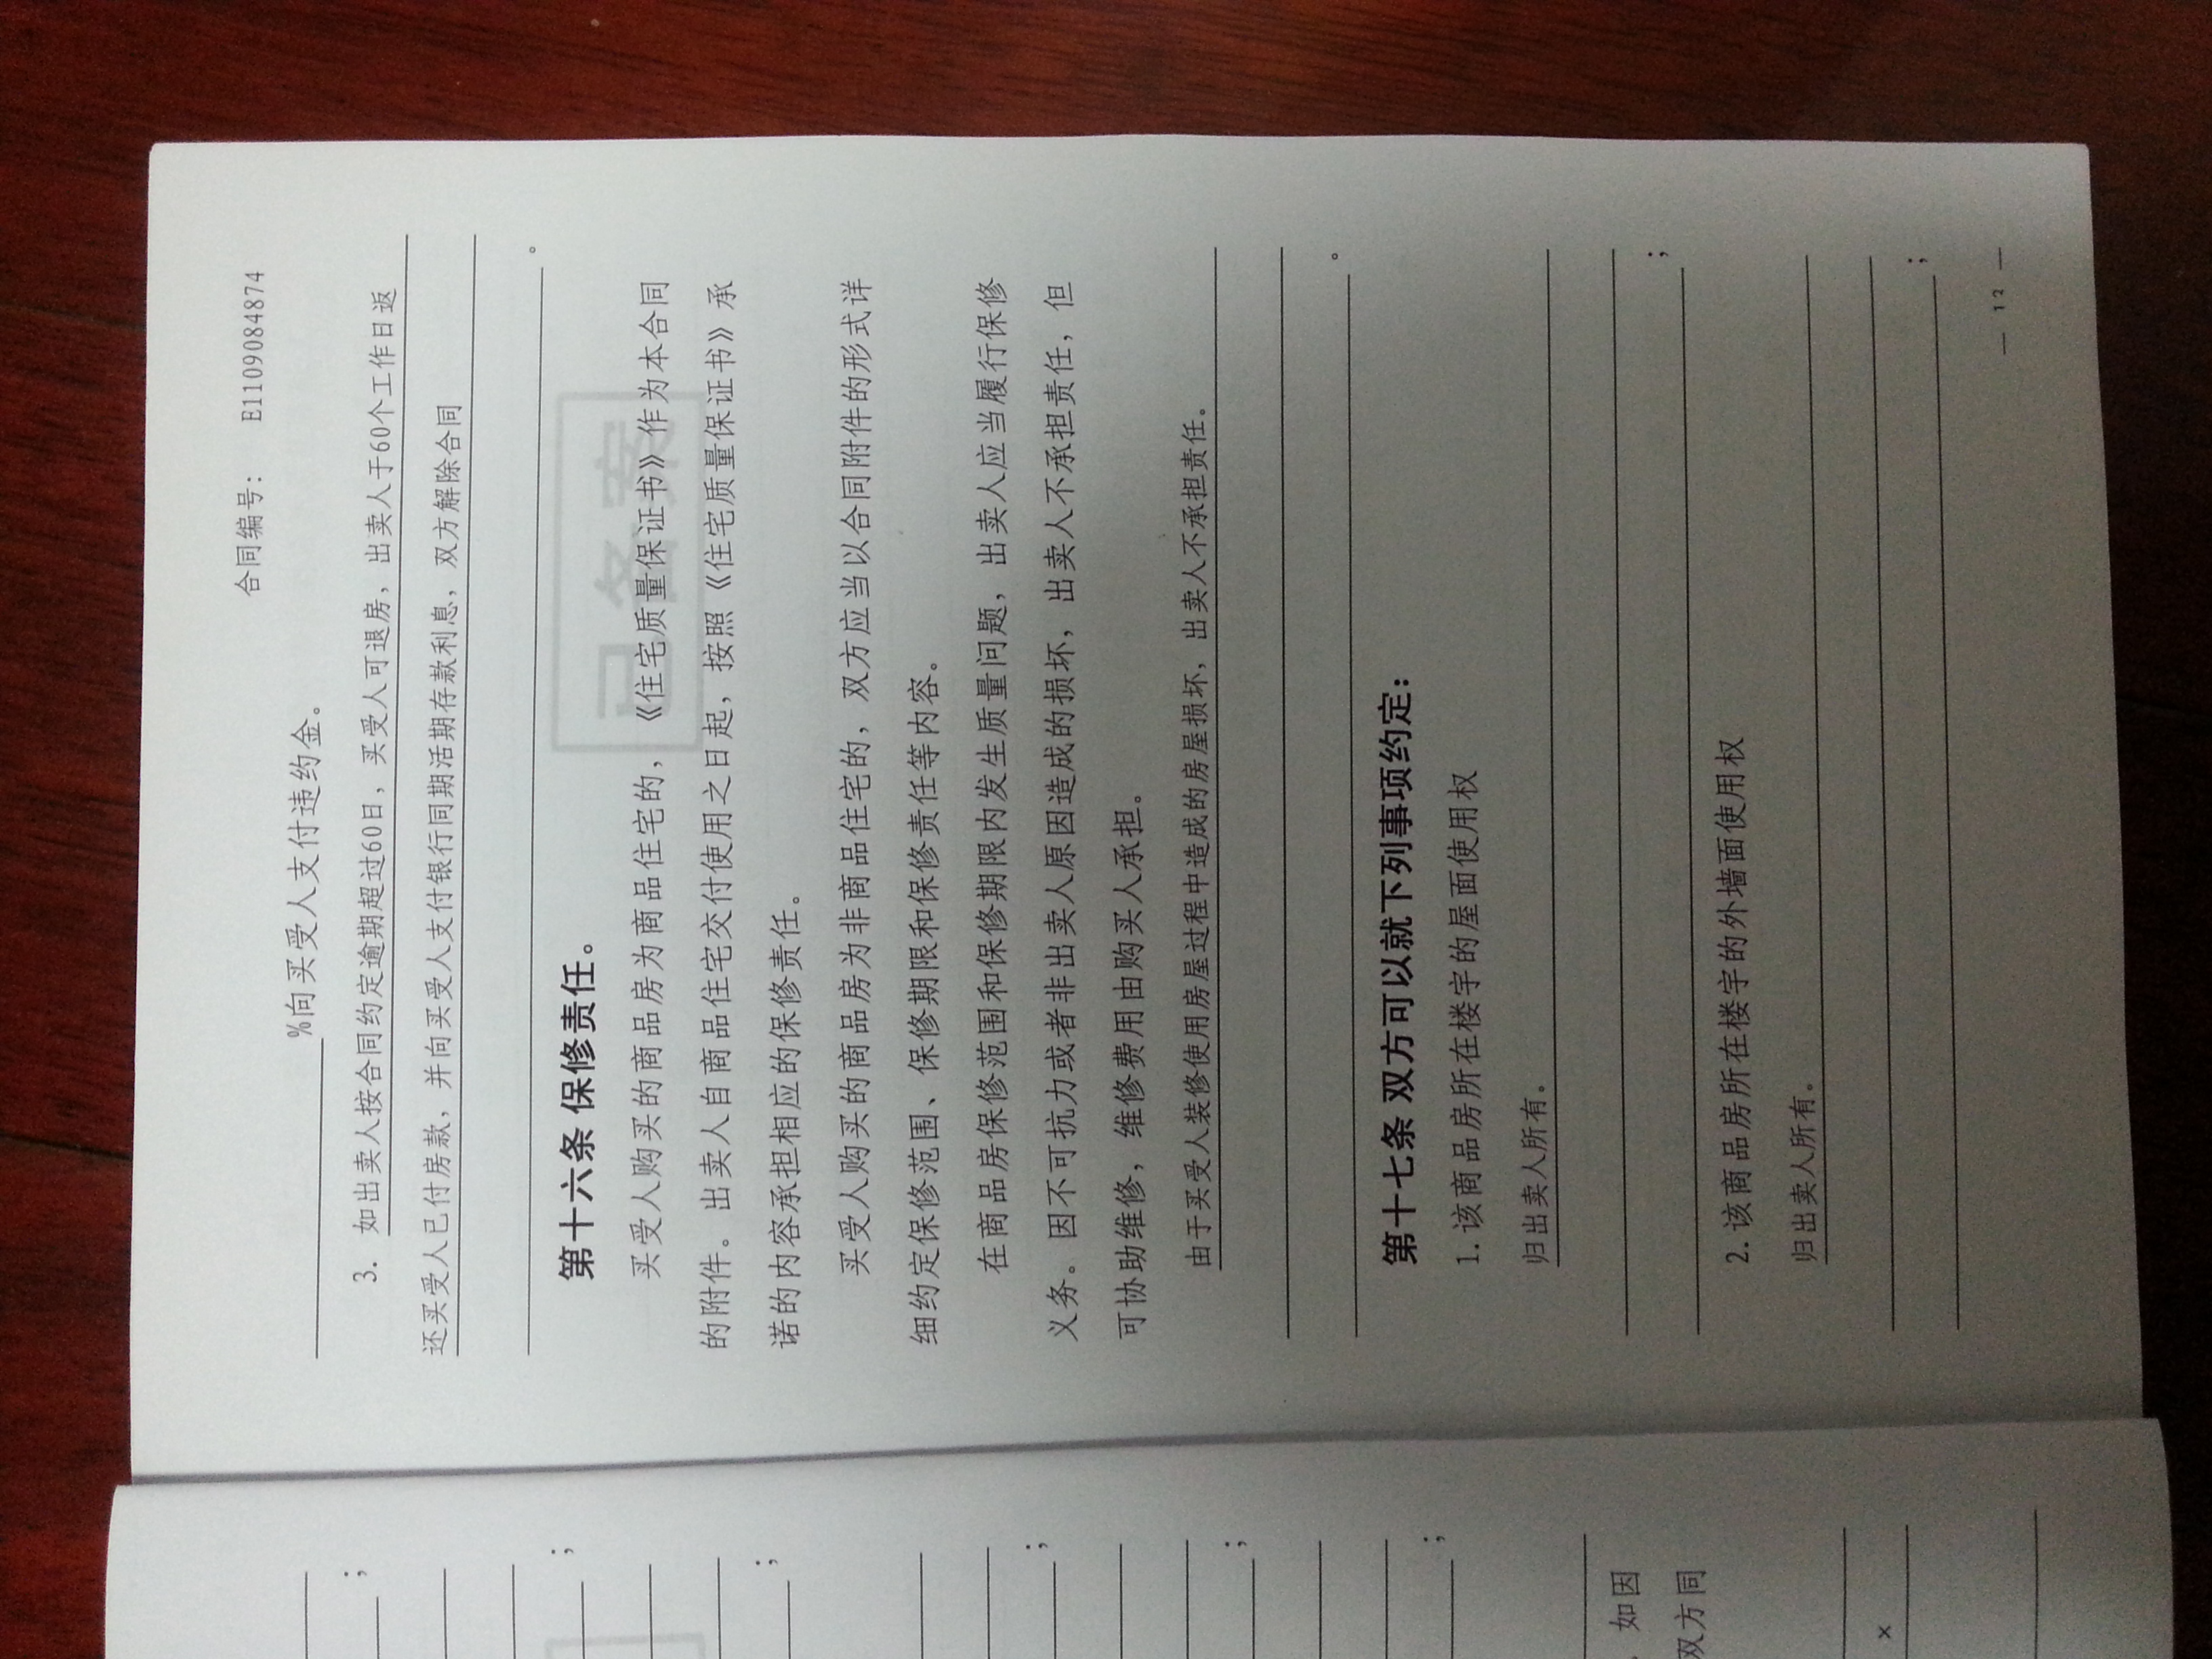 合同编号： E1109084874
%向买受人支付违约金。
3. 如出卖人按合同约定逾期超过60日，买受人可退房，出卖人于60个工作日返
还买受人已付房款，并向买受人支付银行同期活期存款利息，双方解除合同
。
第十六条 保修责任。
买受人购买的商品房为商品住宅的，《住宅质量保证书》作为本合同
的附件。出卖人自商品住宅交付使用之日起，按照《住宅质量保证书》承
诺的内容承担相应的保修责任。
买受人购买的商品房为非商品住宅的，双方应当以合同附件的形式详
细约定保修范围、保修期限和保修责任等内容。
在商品房保修范围和保修期限内发生质量问题，出卖人应当履行保修
义务。因不可抗力或者非出卖人原因造成的损坏，出卖人不承担责任，但
可协助维修，维修费用由购买人承担。
由于买受人装修使用房屋过程中造成的房屋损坏，出卖人不承担责任。
。
第十七条 双方可以就下列事项约定：
1. 该商品房所在楼宇的屋面使用权
归出卖人所有。
；
2. 该商品房所在楼宇的外墙面使用权
归出卖人所有。
；
— 12 —
；
；
；
；
；
；
，如因
双方同
×
已备案